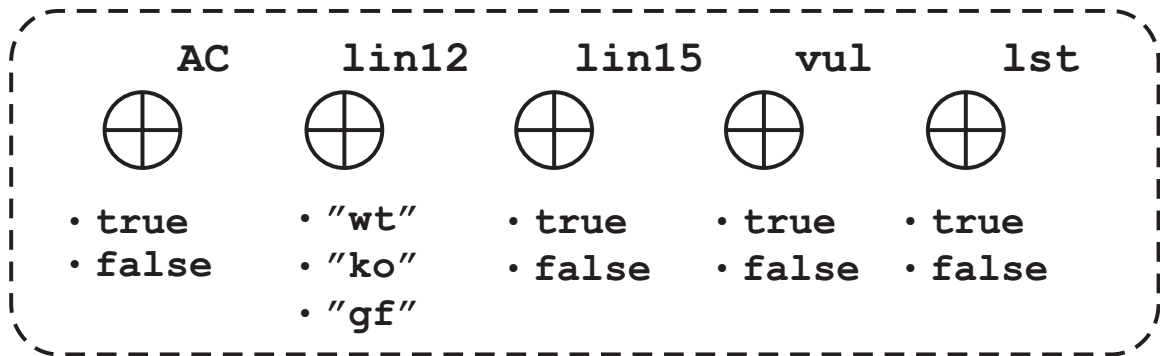 AC lin12 lin15 vul lst
• true • ″wt″ • true • true • true
• false • ″ko″ • false • false • false
• ″gf″